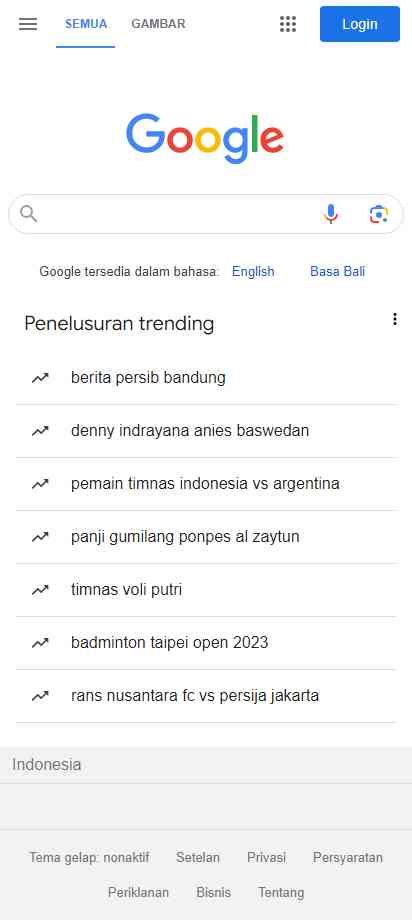 SEMUA GAMBAR Login
Google
Google tersedia dalam bahasa: English Basa Bali
Penelusuran trending
berita persib bandung
denny indrayana anies baswedan
pemain timnas indonesia vs argentina
panji gumilang ponpes al zaytun
timnas voli putri
badminton taipei open 2023
rans nusantara fc vs persija jakarta
Indonesia
Tema gelap: nonaktif Setelan Privasi Persyaratan
Periklanan Bisnis Tentang